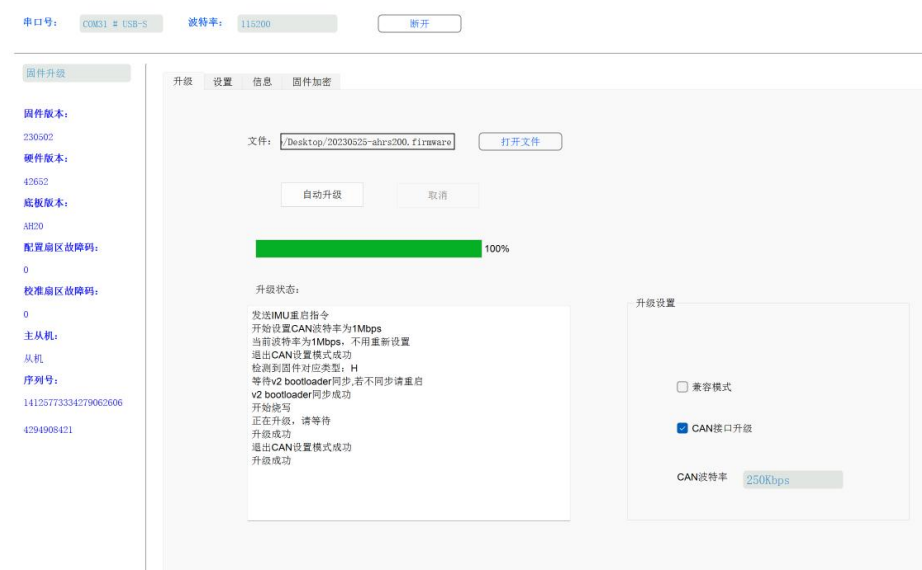 串口号： COM31 # USB-S 波特率： 115200 断开
固件升级
升级 设置 信息 固件加密
固件版本：
230502
硬件版本：
42652
底板版本：
AH20
配置扇区故障码：
0
校准扇区故障码：
0
主从机：
从机
序列号：
14125773334279062606
4294908421
文件： /Desktop/20230525-ahrs200.firmware 打开文件
自动升级 取消
100%
升级状态：
发送IMU重启指令
开始设置CAN波特率为1Mbps
当前波特率为1Mbps，不用重新设置
退出CAN设置模式成功
检测到固件对应类型：H
等待v2 bootloader同步,若不同步请重启
v2 bootloader同步成功
开始烧写
正在升级，请等待
升级成功
退出CAN设置模式成功
升级成功
升级设置
兼容模式
CAN接口升级
CAN波特率 250Kbps